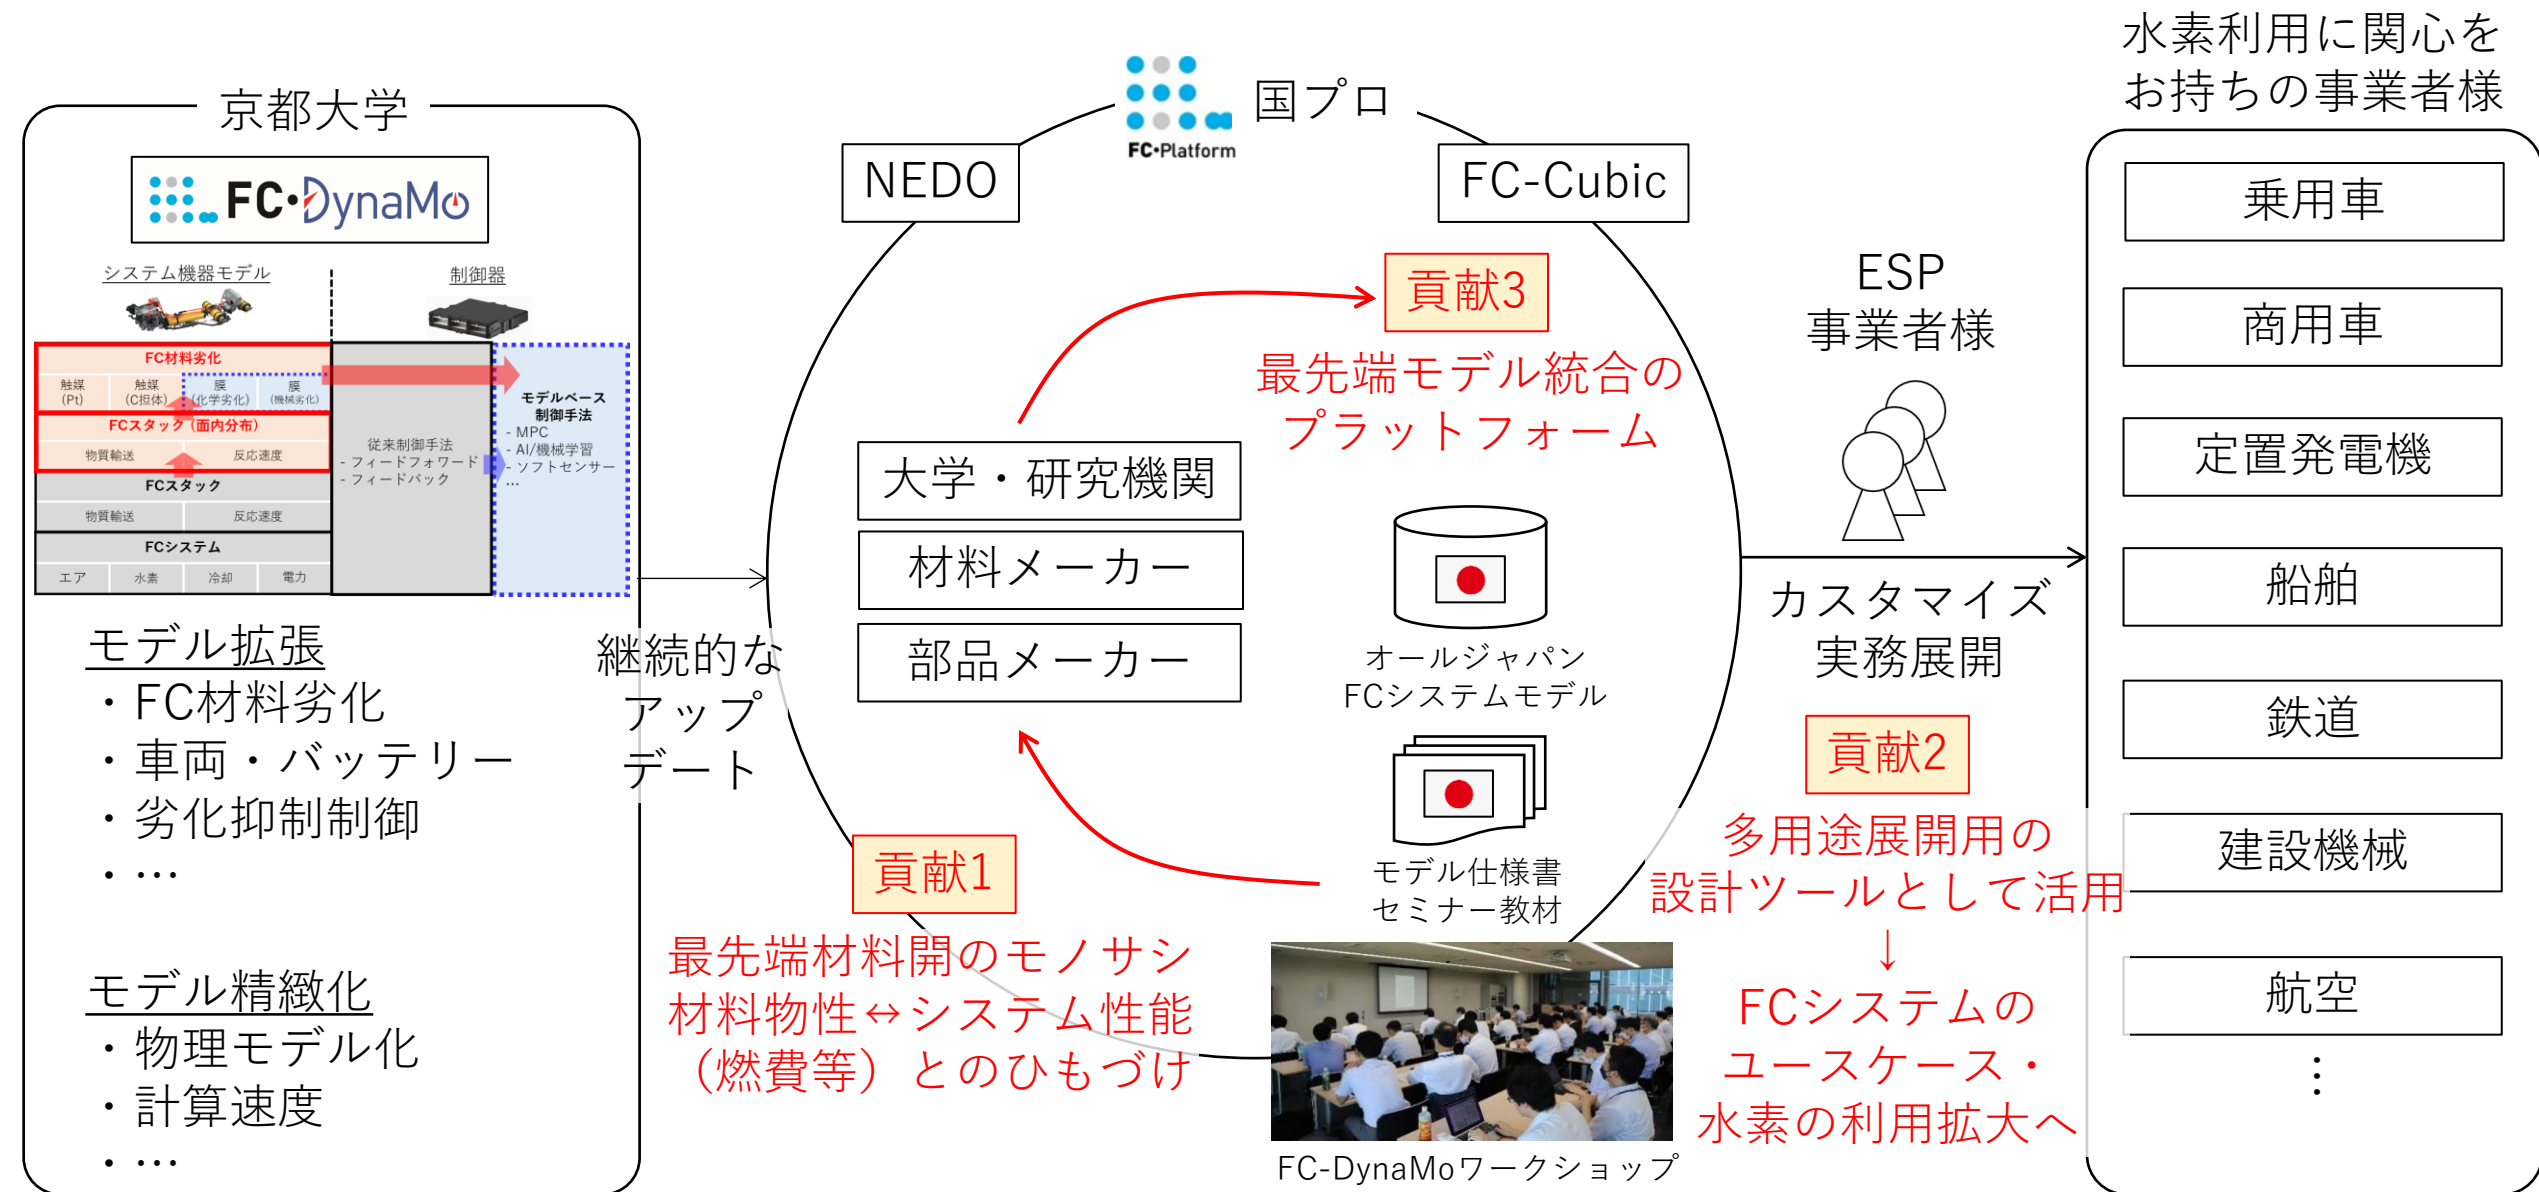 京都大学
FC・DynaMo
システム機器モデル
制御器
FC材料劣化
触媒
(Pt)
触媒
(C担体)
膜
(化学劣化)
膜
(機械劣化)
FCスタック (面内分布)
物質輸送
反応速度
FCスタック
物質輸送
反応速度
FCシステム
エア
水素
冷却
電力
従来制御手法
- フィードフォワード
- フィードバック
モデルベース
制御手法
- MPC
- AI/機械学習
- ソフトセンサー
...
モデル拡張
・FC材料劣化
・車両・バッテリー
・劣化抑制制御
・…
モデル精緻化
・物理モデル化
・計算速度
・…
継続的な
アップ
デート
FC・Platform
国プロ
NEDO
FC-Cubic
貢献3
最先端モデル統合の
プラットフォーム
大学・研究機関
材料メーカー
部品メーカー
オールジャパン
FCシステムモデル
モデル仕様書
セミナー教材
貢献1
最先端材料開のモノサシ
材料物性↔システム性能
（燃費等）とのひもづけ
FC-DynaMoワークショップ
ESP
事業者様
カスタマイズ
実務展開
貢献2
多用途展開用の
設計ツールとして活用
↓
FCシステムの
ユースケース・
水素の利用拡大へ
水素利用に関心を
お持ちの事業者様
乗用車
商用車
定置発電機
船舶
鉄道
建設機械
航空
⋮